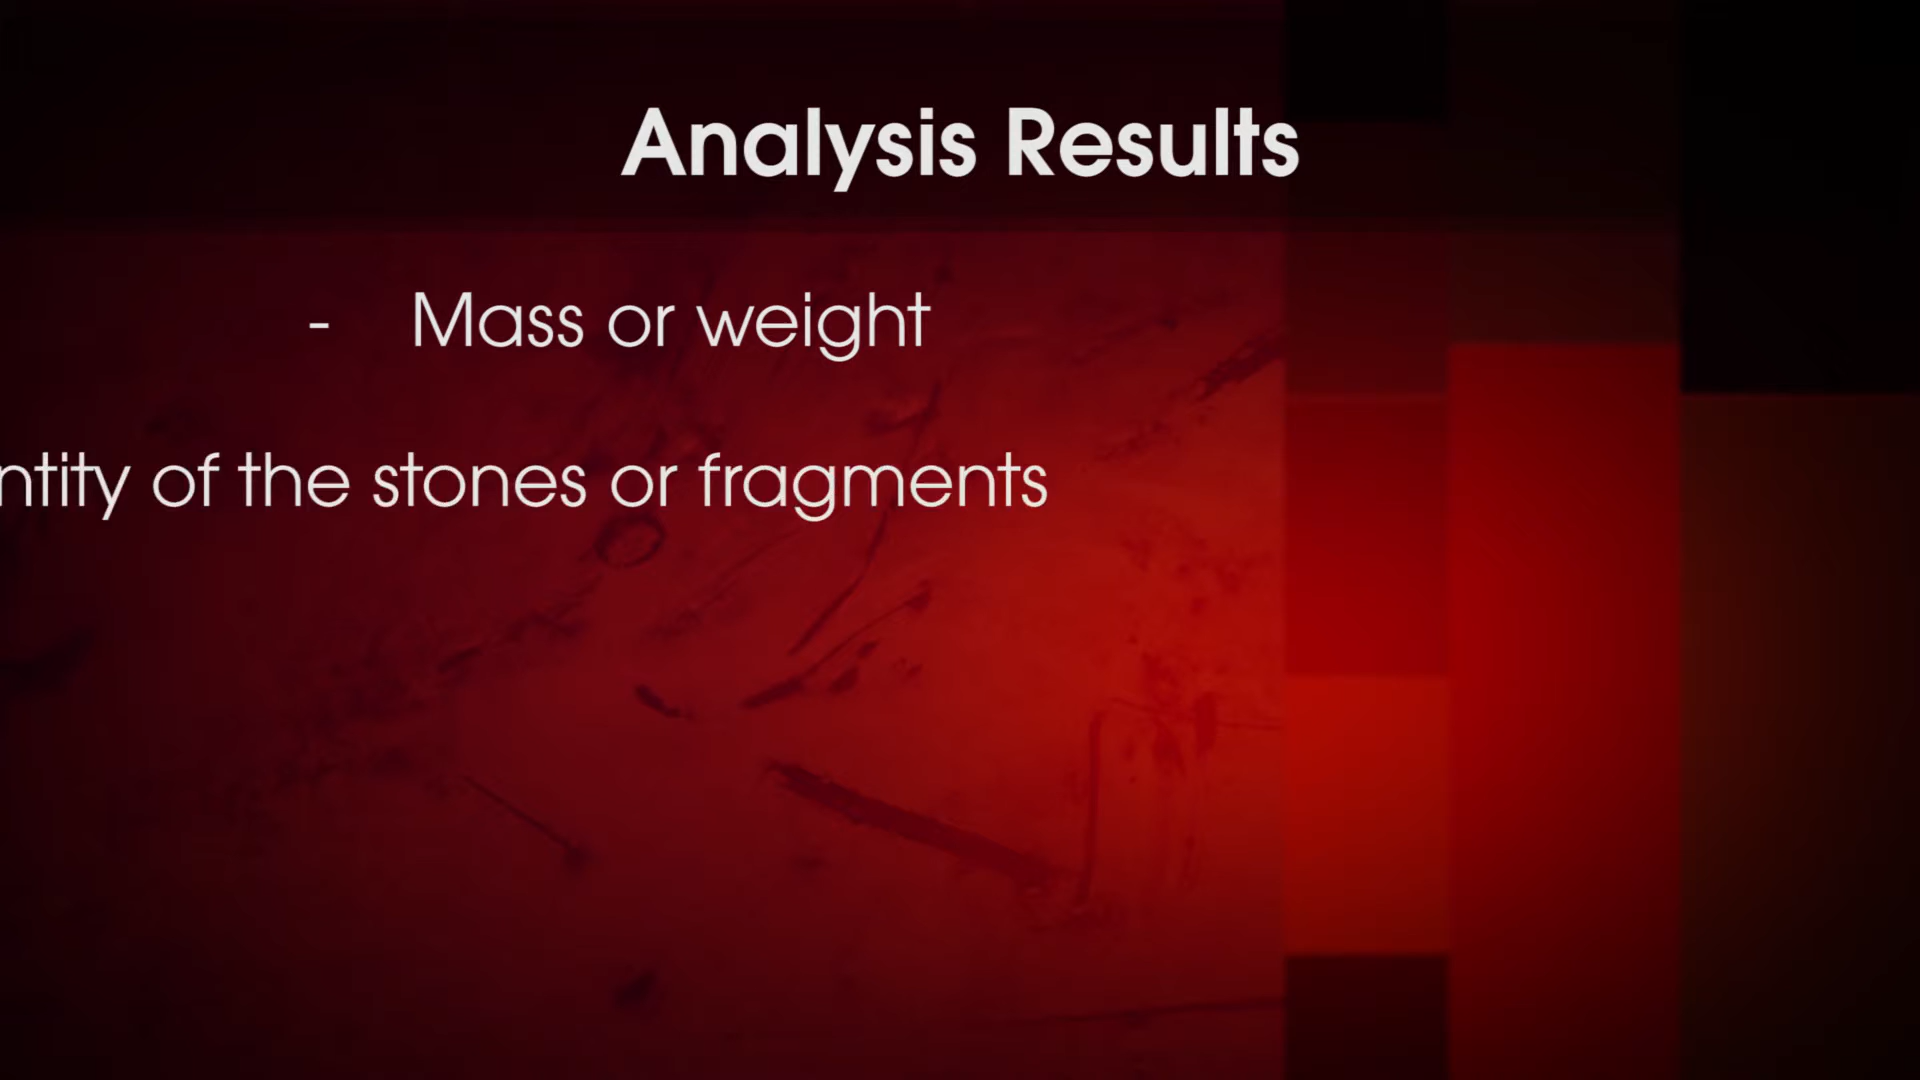 Analysis Results
- Mass or weight
ntity of the stones or fragments